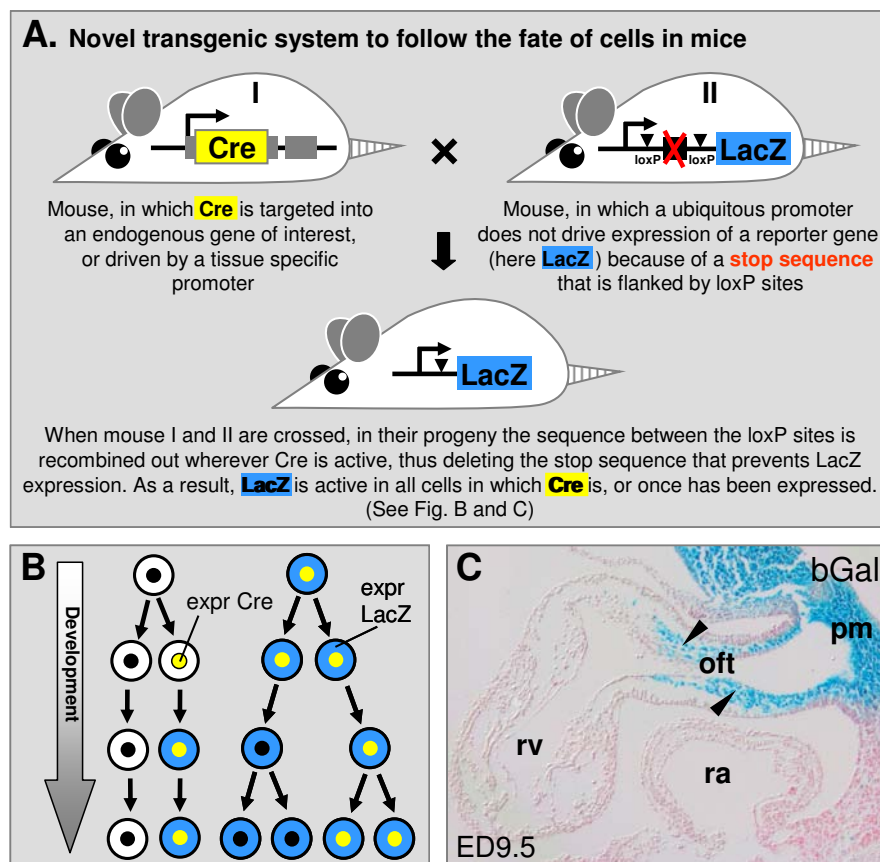 A. Novel transgenic system to follow the fate of cells in mice
I
II
Cre
×
loxP
loxP
LacZ
Mouse, in which Cre is targeted into
an endogenous gene of interest,
or driven by a tissue specific
promoter
Mouse, in which a ubiquitous promoter
does not drive expression of a reporter gene
(here LacZ ) because of a stop sequence
that is flanked by loxP sites
LacZ
When mouse I and II are crossed, in their progeny the sequence between the loxP sites is
recombined out wherever Cre is active, thus deleting the stop sequence that prevents LacZ
expression. As a result, LacZ is active in all cells in which Cre is, or once has been expressed.
(See Fig. B and C)
B
Development
expr Cre
expr
LacZ
C
bGal
pm
oft
rv
ra
ED9.5